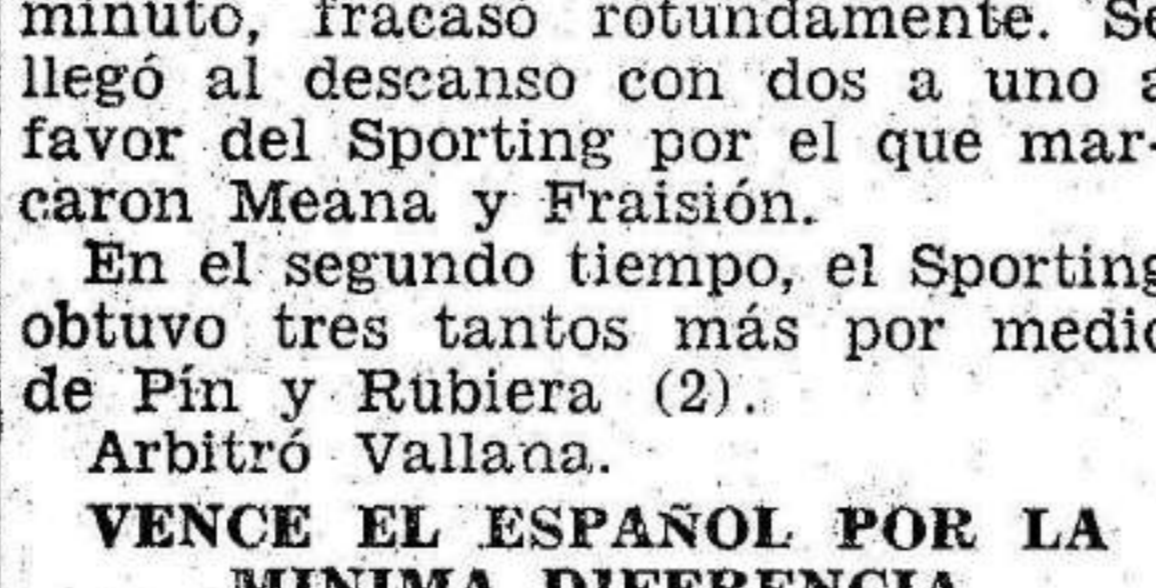 minuto, fracasó rotundamente. Se
llegó al descanso con dos a uno a
favor del Sporting por el que mar-
caron Meana y Fraisión.
En el segundo tiempo, el Sporting
obtuvo tres tantos más por medio
de Pín y Rubiera (2).
Arbitró Vallana.
VENCE EL ESPAÑOL POR LA
MINIMA DIFERENCIA